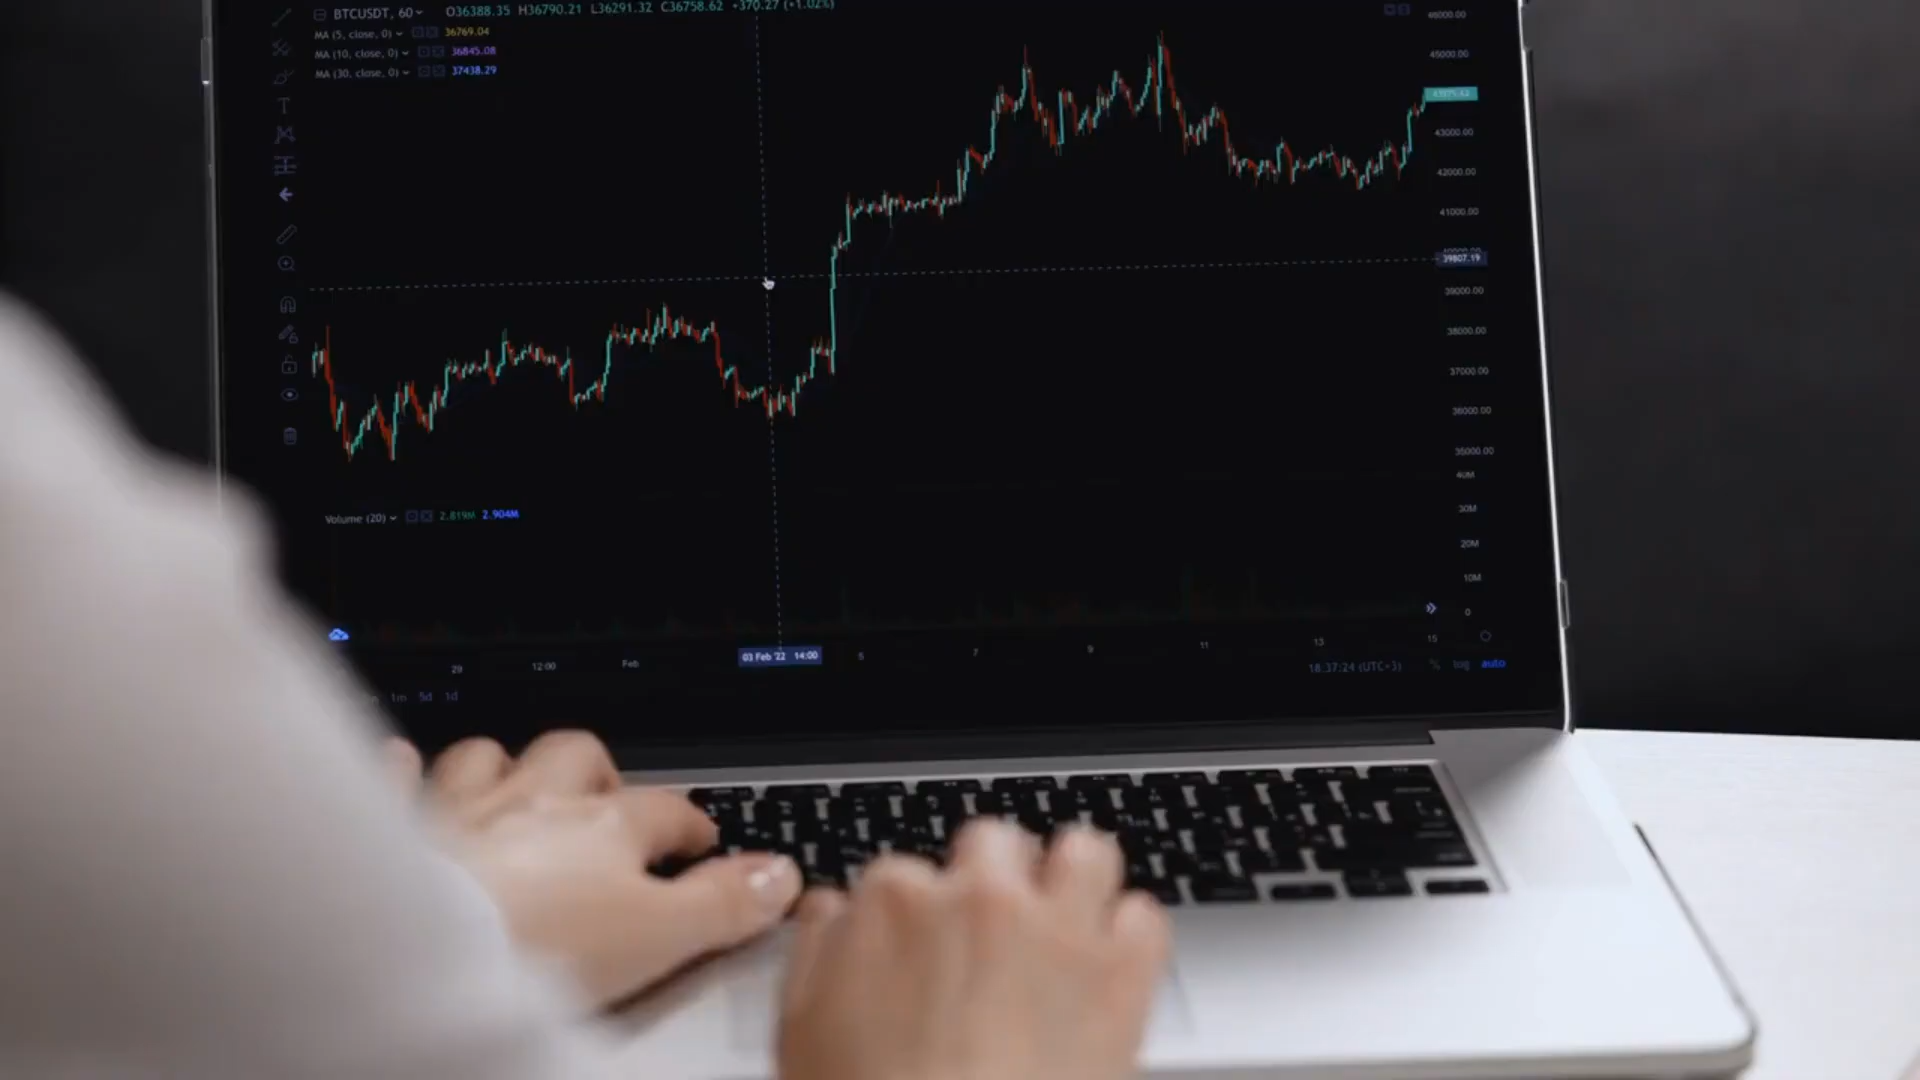 BTCUSDT, 60 O36388.35 H36790.21 L36291.32 C36758.62 +370.27 (+1.02%)
MA (5, close, 0) 36769.04
MA (10, close, 0) 36845.08
MA (30, close, 0) 37438.29
46000.00
45000.00
43000.00
42000.00
41000.00
39807.19
39000.00
38000.00
37000.00
36000.00
35000.00
40M
Volume (20) 2.819M 2.904M
30M
20M
10M
0
29 12:00 Feb 03 Feb '22 14:00 5 7 9 11 13 15
18:37:24 (UTC+3) % log auto
1m 5d 1d